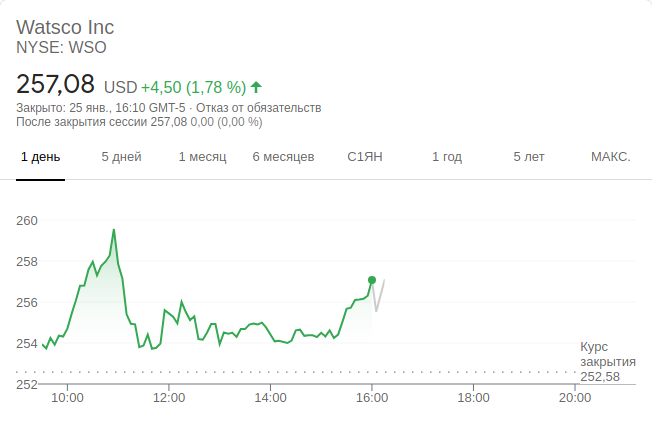 Watsco Inc
NYSE: WSO
257,08 USD +4,50 (1,78 %)
Закрыто: 25 янв., 16:10 GMT-5 · Отказ от обязательств
После закрытия сессии 257,08 0,00 (0,00 %)
1 день 5 дней 1 месяц 6 месяцев С1ЯН 1 год 5 лет МАКС.
260
258
256
254
252
Курс
закрытия
252,58
10:00 12:00 14:00 16:00 18:00 20:00